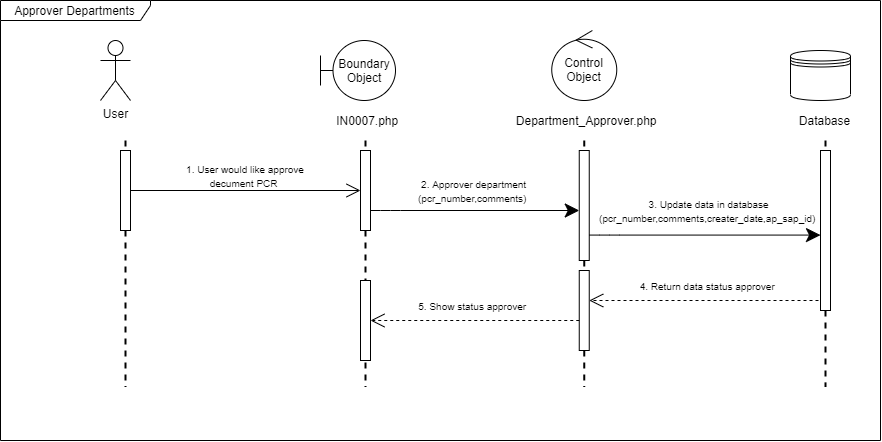 Approver Departments
Boundary
Object
Control
Object
User
IN0007.php
Department_Approver.php
Database
1. User would like approve
decument PCR
2. Approver department
(pcr_number,comments)
3. Update data in database
(pcr_number,comments,creater_date,ap_sap_id)
4. Return data status approver
5. Show status approver